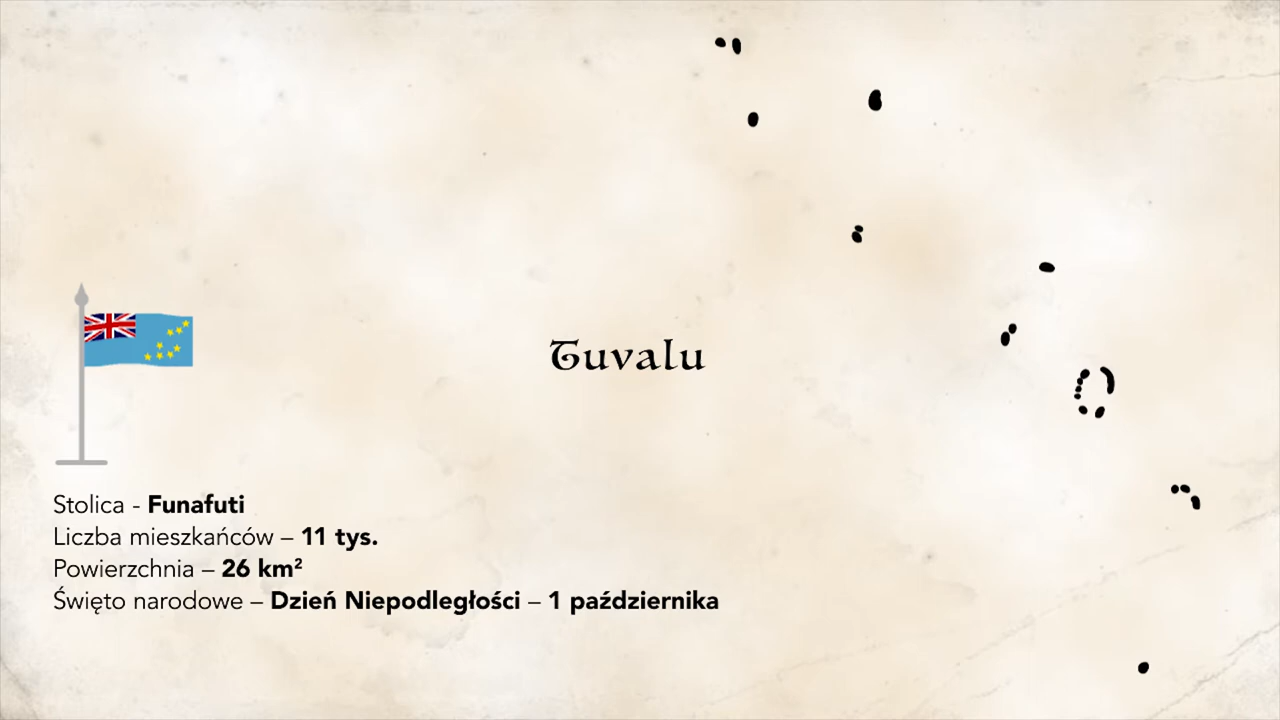 Tuvalu
Stolica - Funafuti
Liczba mieszkańców – 11 tys.
Powierzchnia – 26 km²
Święto narodowe – Dzień Niepodległości – 1 października